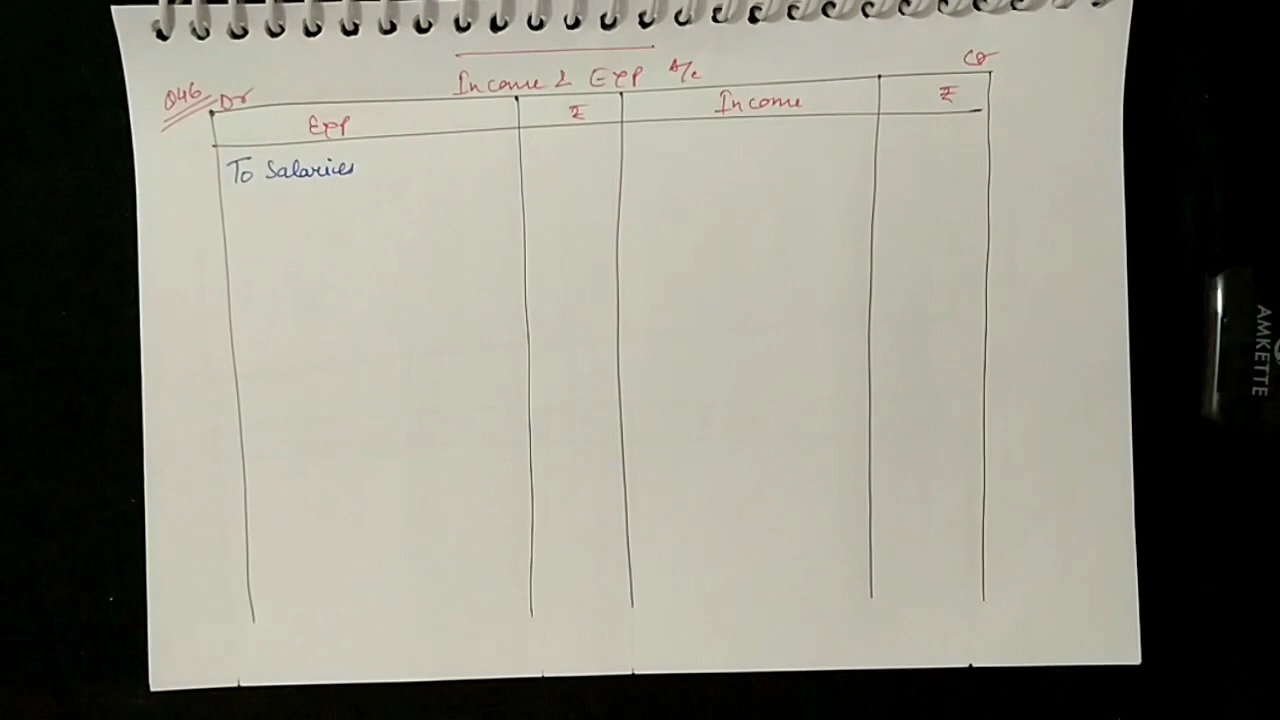 Income & Exp A/c
Q46 Dr Cr
Exp ₹ Income ₹
To Salaries
AMKETTE